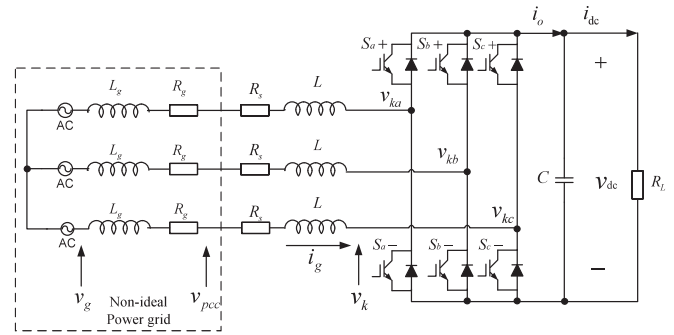 i_o i_dc
S_a+ S_b+ S_c+ +
L_g R_g R_s L
v_ka
AC
L_g R_g R_s L
v_kb
AC
C v_dc R_L
L_g R_g R_s L
v_kc
AC
S_a− S_b− S_c−
i_g
v_g v_pcc v_k −
Non-ideal
Power grid